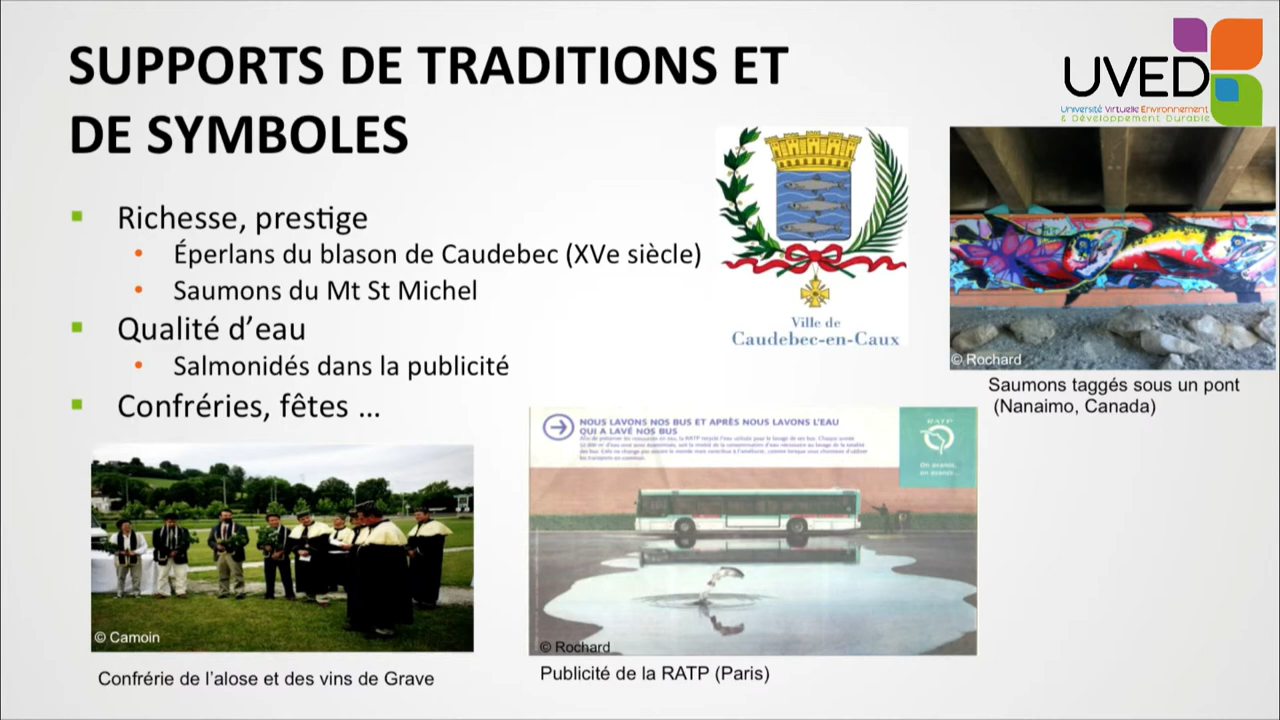 SUPPORTS DE TRADITIONS ET
DE SYMBOLES
UVED
Université Virtuelle Environnement
& Développement Durable
Richesse, prestige
Éperlans du blason de Caudebec (XVe siècle)
Saumons du Mt St Michel
Qualité d’eau
Salmonidés dans la publicité
Confréries, fêtes ...
Ville de
Caudebec-en-Caux
© Rochard
Saumons taggés sous un pont
(Nanaimo, Canada)
NOUS LAVONS NOS BUS ET APRÈS NOUS LAVONS L'EAU
QUI A LAVÉ NOS BUS
RATP
On avance,
on avance...
© Rochard
Publicité de la RATP (Paris)
© Camoin
Confrérie de l’alose et des vins de Grave